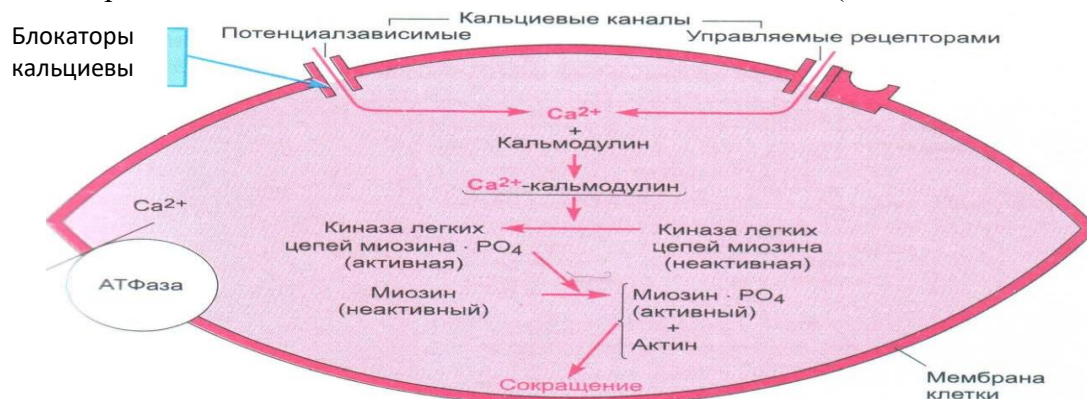 Кальциевые каналы
Блокаторы
кальциевы
Потенциалзависимые
Управляемые рецепторами
Ca2+
+
Кальмодулин
Ca2+-кальмодулин
Ca2+
Киназа легких
цепей миозина · PO4
(активная)
Киназа легких
цепей миозина
(неактивная)
АТФаза
Миозин
(неактивный)
Миозин · PO4
(активный)
+
Актин
Сокращение
Мембрана
клетки